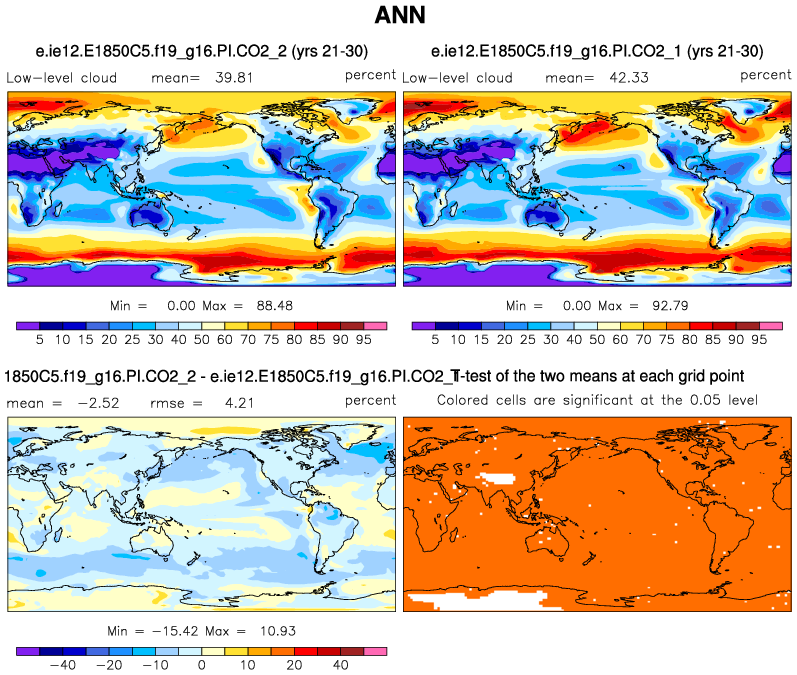 ANN
e.ie12.E1850C5.f19_g16.PI.CO2_2 (yrs 21-30)
Low-level cloud mean= 39.81 percent
Min = 0.00 Max = 88.48
5 10 15 20 30 40 50 60 70 80 85 90 95
e.ie12.E1850C5.f19_g16.PI.CO2_1 (yrs 21-30)
Low-level cloud mean= 42.33 percent
Min = 0.00 Max = 92.79
5 10 15 20 30 40 50 60 70 80 85 90 95
1850C5.f19_g16.PI.CO2_2 - e.ie12.E1850C5.f19_g16.PI.CO2_1
mean = -2.52 rmse = 4.21 percent
Min = -15.42 Max = 10.93
-40 -20 -10 0 10 20 40
T-test of the two means at each grid point
Colored cells are significant at the 0.05 level